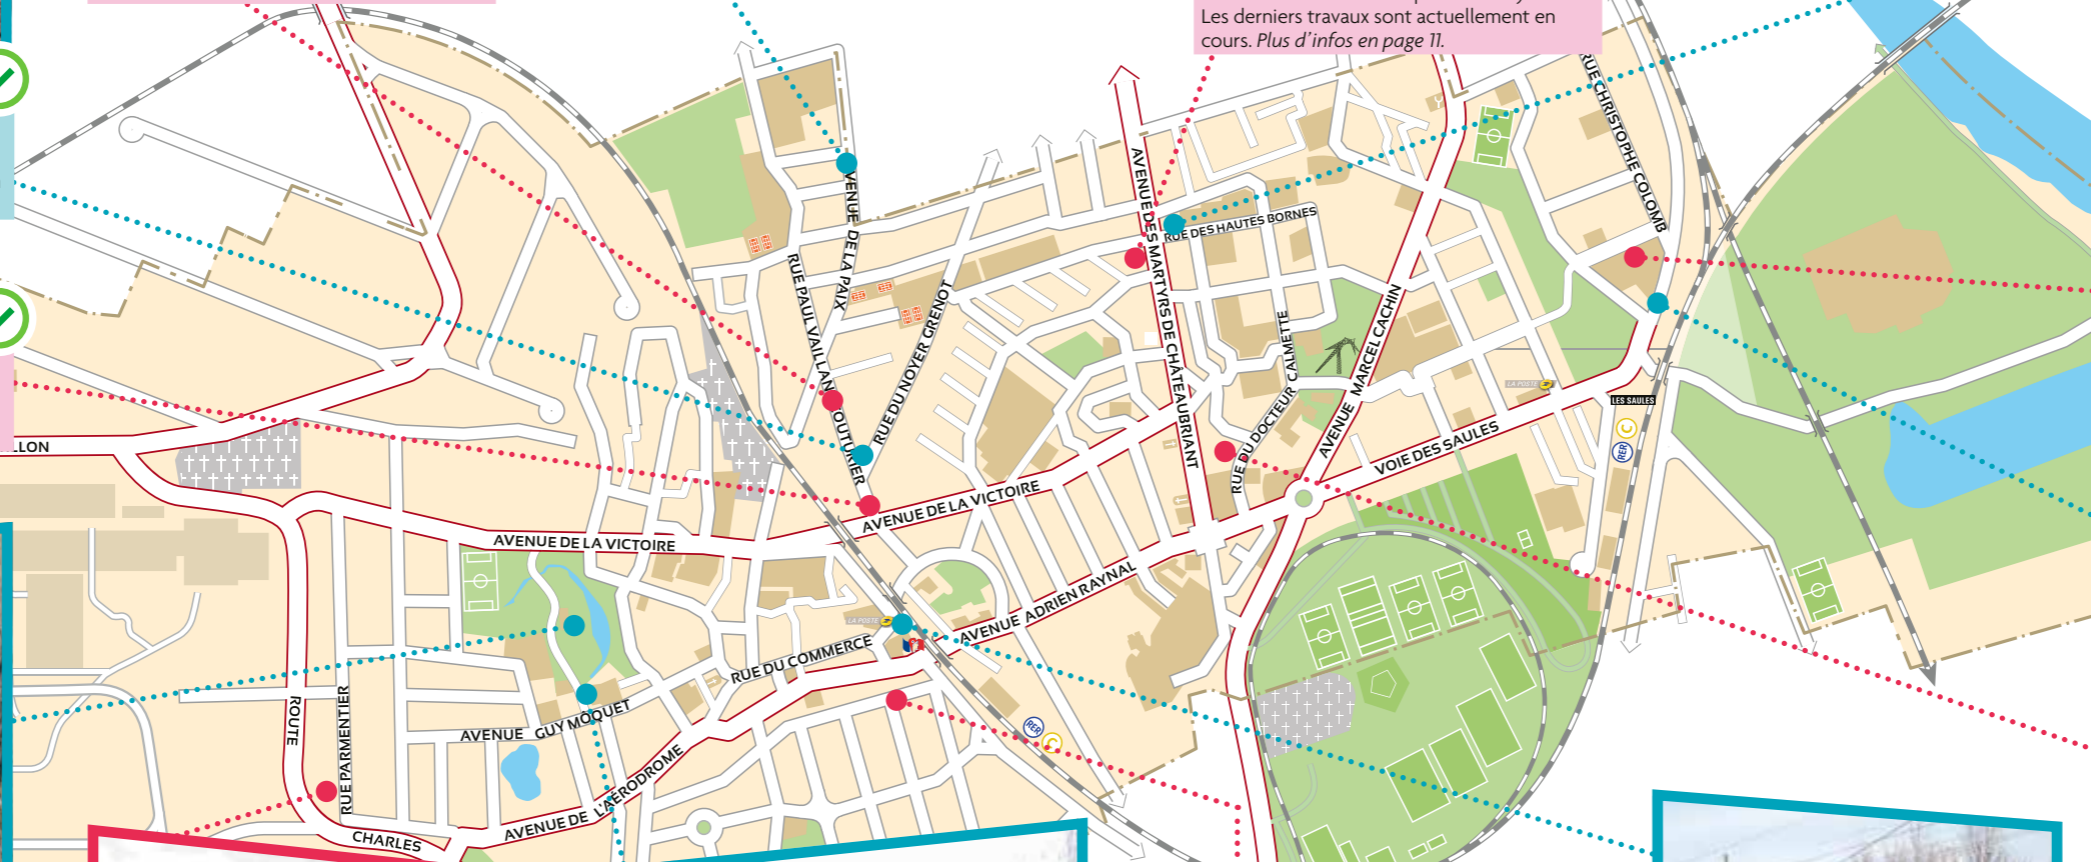 Les derniers travaux sont actuellement en
cours. Plus d'infos en page 11.
RUE CHRISTOPHE COLOMB
AVENUE DE LA PAIX
RUE PAUL VAILLANT COUTURIER
RUE DU NOYER GRENOT
AVENUE DES MARTYRS DE CHÂTEAUBRIANT
RUE DES HAUTES BORNES
RUE DU DOCTEUR CALMETTE
AVENUE MARCEL CACHIN
LA POSTE
LES SAULES
C
RER
VOIE DES SAULES
LLON
AVENUE DE LA VICTOIRE
AVENUE DE LA VICTOIRE
AVENUE ADRIEN RAYNAL
LA POSTE
RUE DU COMMERCE
AVENUE GUY MÔQUET
RER
C
ROUTE
RUE PARMENTIER
AVENUE DE L'AÉRODROME
CHARLES